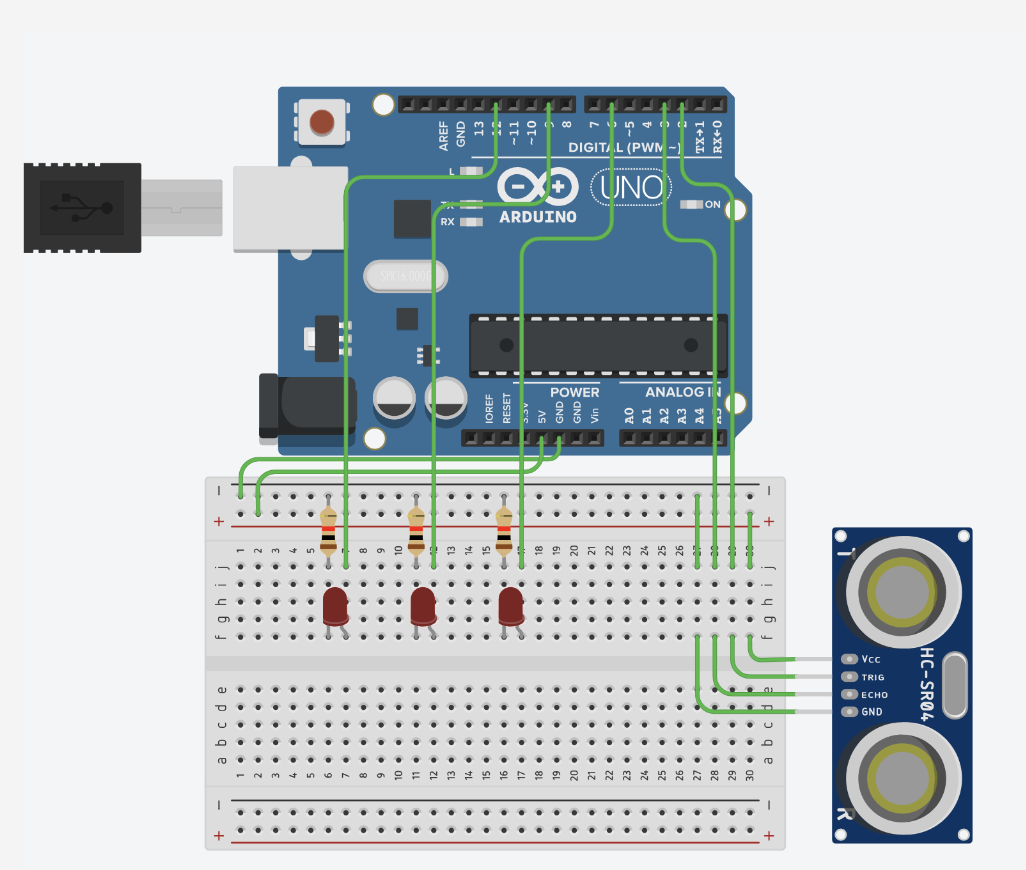 AREF
GND
13
12
~11
~10
~9
8
7
~6
~5
4
~3
2
TX→1
RX←0
DIGITAL (PWM~)
L
TX
RX
ARDUINO
UNO
ON
POWER
ANALOG IN
IOREF
RESET
3.3V
5V
GND
GND
Vin
A0
A1
A2
A3
A4
A5
− −
+ +
1 2 3 4 5 6 7 8 9 10 11 12 13 14 15 16 17 18 19 20 21 22 23 24 25 26 27 28 29 30
j j
i i
h h
g g
f f
e e
d d
c c
b b
a a
1 2 3 4 5 6 7 8 9 10 11 12 13 14 15 16 17 18 19 20 21 22 23 24 25 26 27 28 29 30
− −
+ +
T
VCC
TRIG
ECHO
GND
HC-SR04
R